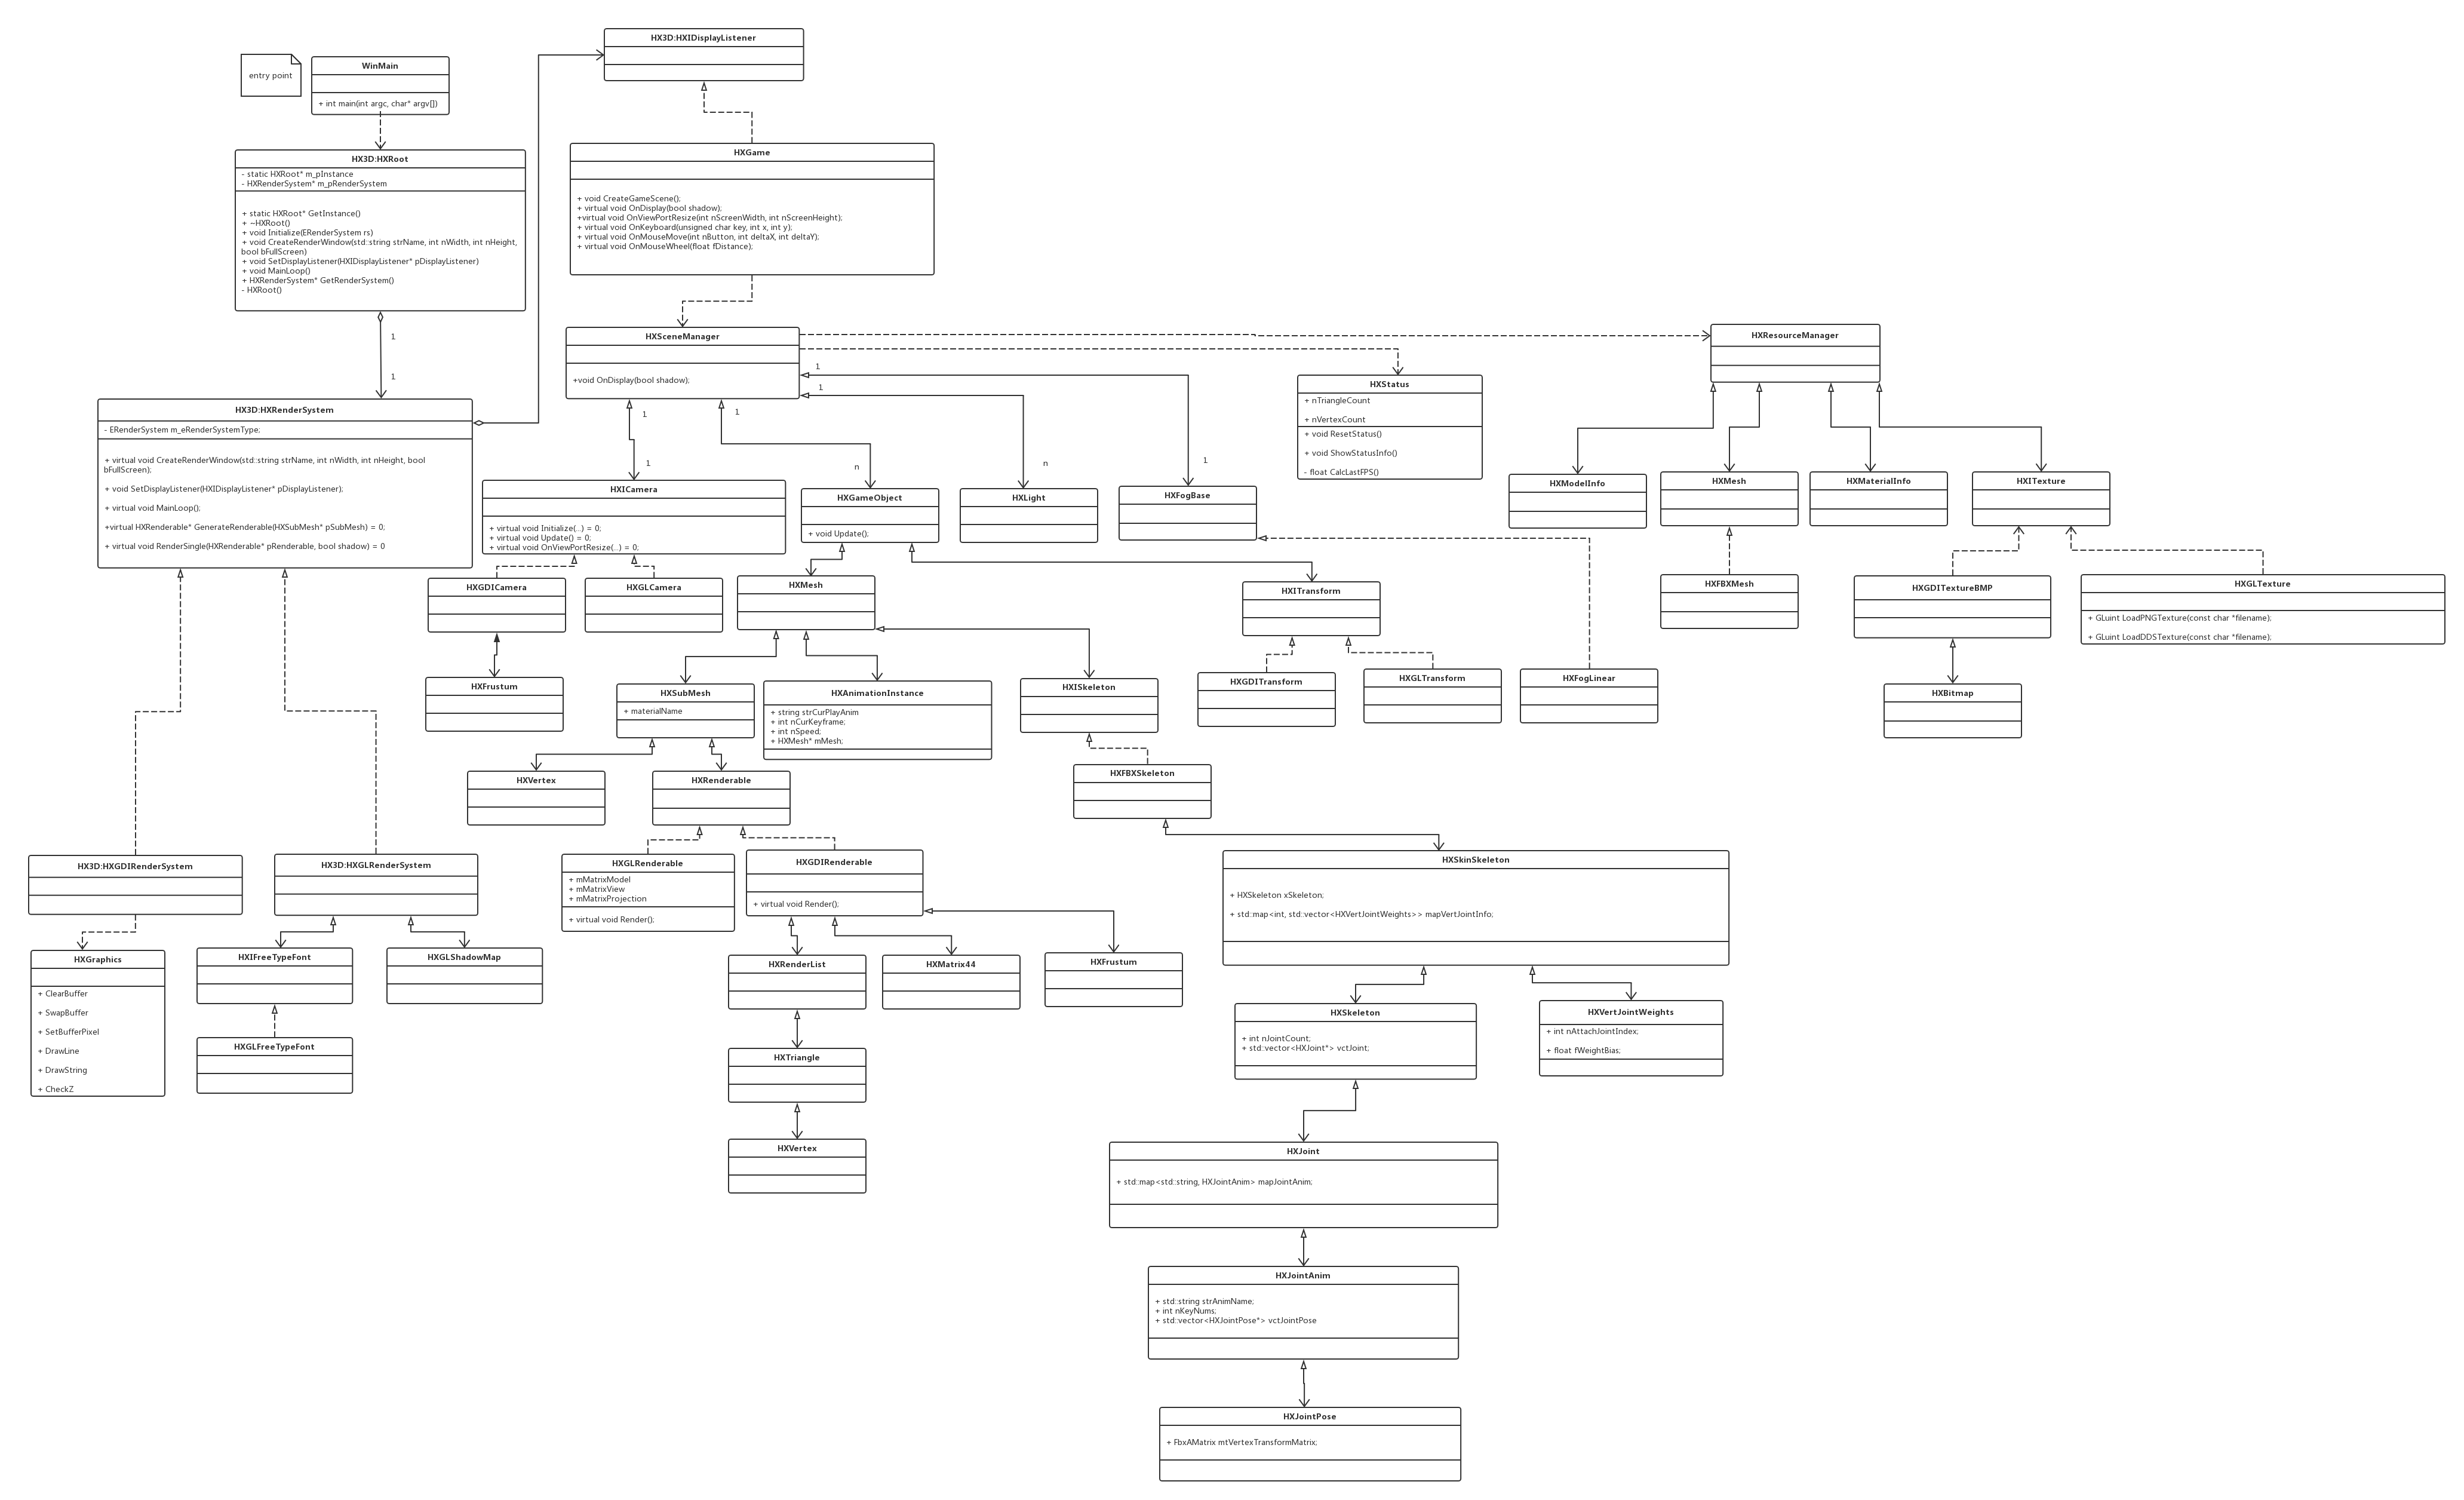 HX3D:HXIDisplayListener
entry point
WinMain
+ int main(int argc, char* argv[])
HX3D:HXRoot
- static HXRoot* m_pInstance
- HXRenderSystem* m_pRenderSystem
+ static HXRoot* GetInstance()
+ ~HXRoot()
+ void Initialize(ERenderSystem rs)
+ void CreateRenderWindow(std::string strName, int nWidth, int nHeight,
bool bFullScreen)
+ void SetDisplayListener(HXIDisplayListener* pDisplayListener)
+ void MainLoop()
+ HXRenderSystem* GetRenderSystem()
- HXRoot()
HXGame
+ void CreateGameScene();
+ virtual void OnDisplay(bool shadow);
+virtual void OnViewPortResize(int nScreenWidth, int nScreenHeight);
+ virtual void OnKeyboard(unsigned char key, int x, int y);
+ virtual void OnMouseMove(int nButton, int deltaX, int deltaY);
+ virtual void OnMouseWheel(float fDistance);
1
1
HXSceneManager
+void OnDisplay(bool shadow);
1
1
1
1
1
n
n
1
HXResourceManager
HXStatus
+ nTriangleCount
+ nVertexCount
+ void ResetStatus()
+ void ShowStatusInfo()
- float CalcLastFPS()
HX3D:HXRenderSystem
- ERenderSystem m_eRenderSystemType;
+ virtual void CreateRenderWindow(std::string strName, int nWidth, int nHeight, bool
bFullScreen);
+ void SetDisplayListener(HXIDisplayListener* pDisplayListener);
+ virtual void MainLoop();
+virtual HXRenderable* GenerateRenderable(HXSubMesh* pSubMesh) = 0;
+ virtual void RenderSingle(HXRenderable* pRenderable, bool shadow) = 0
HXICamera
+ virtual void Initialize(...) = 0;
+ virtual void Update() = 0;
+ virtual void OnViewPortResize(...) = 0;
HXGameObject
+ void Update();
HXLight
HXFogBase
HXModelInfo
HXMesh
HXMaterialInfo
HXITexture
HXGDICamera
HXGLCamera
HXMesh
HXITransform
HXFBXMesh
HXGDITextureBMP
HXGLTexture
+ GLuint LoadPNGTexture(const char *filename);
+ GLuint LoadDDSTexture(const char *filename);
HXFrustum
HXSubMesh
+ materialName
HXAnimationInstance
+ string strCurPlayAnim
+ int nCurKeyframe;
+ int nSpeed;
+ HXMesh* mMesh;
HXISkeleton
HXGDITransform
HXGLTransform
HXFogLinear
HXBitmap
HXVertex
HXRenderable
HXFBXSkeleton
HX3D:HXGDIRenderSystem
HX3D:HXGLRenderSystem
HXGLRenderable
+ mMatrixModel
+ mMatrixView
+ mMatrixProjection
+ virtual void Render();
HXGDIRenderable
+ virtual void Render();
HXSkinSkeleton
+ HXSkeleton xSkeleton;
+ std::map<int, std::vector<HXVertJointWeights>> mapVertJointInfo;
HXGraphics
+ ClearBuffer
+ SwapBuffer
+ SetBufferPixel
+ DrawLine
+ DrawString
+ CheckZ
HXIFreeTypeFont
HXGLShadowMap
HXGLFreeTypeFont
HXRenderList
HXMatrix44
HXFrustum
HXSkeleton
+ int nJointCount;
+ std::vector<HXJoint*> vctJoint;
HXVertJointWeights
+ int nAttachJointIndex;
+ float fWeightBias;
HXTriangle
HXVertex
HXJoint
+ std::map<std::string, HXJointAnim> mapJointAnim;
HXJointAnim
+ std::string strAnimName;
+ int nKeyNums;
+ std::vector<HXJointPose*> vctJointPose
HXJointPose
+ FbxAMatrix mtVertexTransformMatrix;